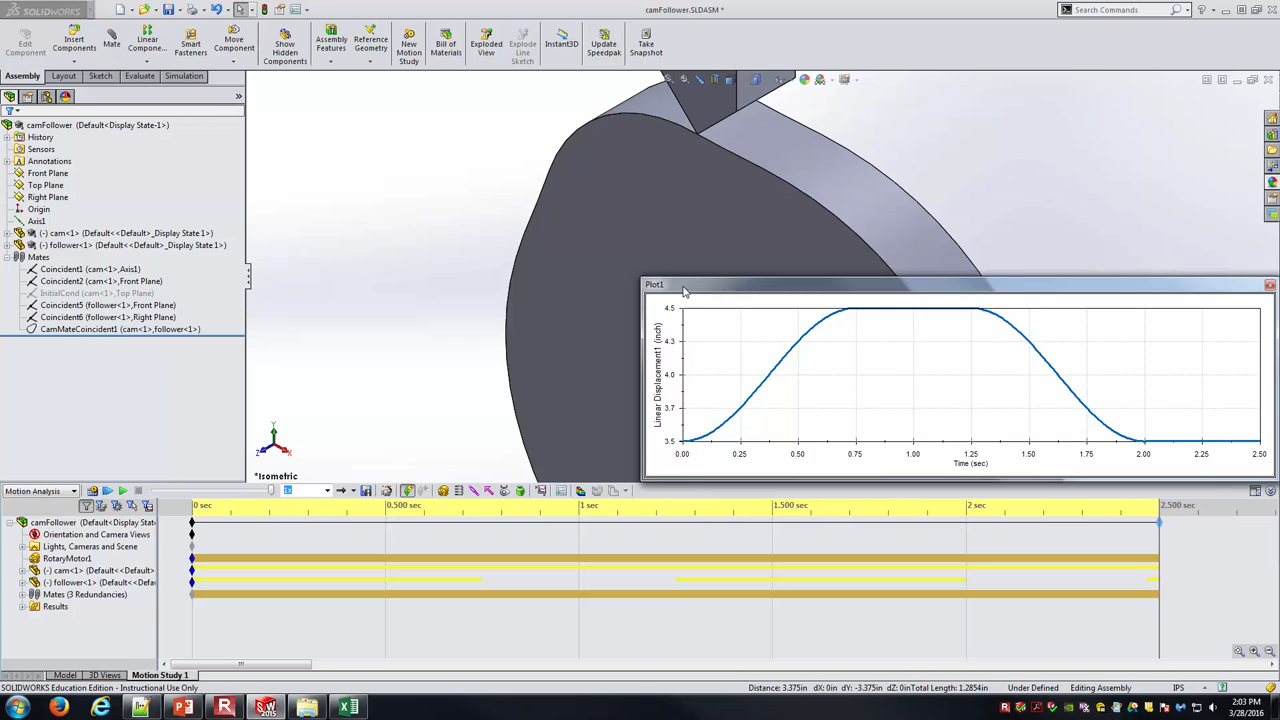 SOLIDWORKS
camFollower.SLDASM *
Search Commands
Edit Component
Insert Components
Mate
Linear Compone...
Smart Fasteners
Move Component
Show Hidden Components
Assembly Features
Reference Geometry
New Motion Study
Bill of Materials
Exploded View
Explode Line Sketch
Instant3D
Update Speedpak
Take Snapshot
Assembly Layout Sketch Evaluate Simulation
camFollower (Default<Display State-1>)
History
Sensors
Annotations
Front Plane
Top Plane
Right Plane
Origin
Axis1
(-) cam<1> (Default<<Default>_Display State 1>)
(-) follower<1> (Default<<Default>_Display State 1>)
Mates
Coincident1 (cam<1>,Axis1)
Coincident2 (cam<1>,Front Plane)
InitialCond (cam<1>,Top Plane)
Coincident5 (follower<1>,Front Plane)
Coincident6 (follower<1>,Right Plane)
CamMateCoincident1 (cam<1>,follower<1>)
Y
Z
X
*Isometric
Plot1
Linear Displacement1 (inch)
4.5
4.3
4.0
3.7
3.5
0.00 0.25 0.50 0.75 1.00 1.25 1.50 1.75 2.00 2.25 2.50
Time (sec)
Motion Analysis
1x
0 sec 0.500 sec 1 sec 1.500 sec 2 sec 2.500 sec
camFollower (Default<Display State
Orientation and Camera Views
Lights, Cameras and Scene
RotaryMotor1
(-) cam<1> (Default<<Default>
(-) follower<1> (Default<<Defau
Mates (3 Redundancies)
Results
Model 3D Views Motion Study 1
SOLIDWORKS Education Edition - Instructional Use Only
Distance: 3.375in dX: 0in dY: -3.375in dZ: 0in Total Length: 1.2854in Under Defined Editing Assembly IPS
2:03 PM
3/28/2016